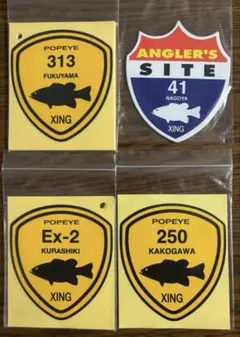 POPEYE
313
FUKUYAMA
XING
ANGLER'S
SITE
41
NAGOYA
XING
POPEYE
Ex-2
KURASHIKI
XING
POPEYE
250
KAKOGAWA
XING